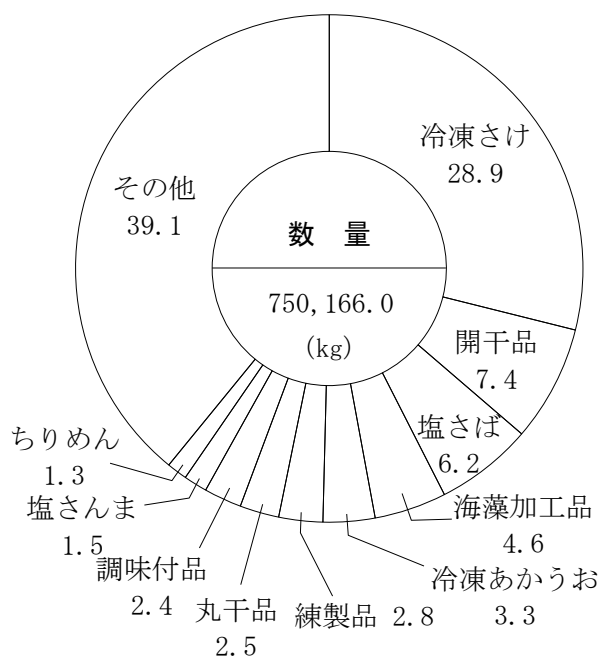 冷凍さけ
28.9
開干品
7.4
塩さば
6.2
海藻加工品
4.6
冷凍あかうお
3.3
練製品 2.8
丸干品
2.5
調味付品
2.4
塩さんま
1.5
ちりめん
1.3
その他
39.1
数 量
750,166.0
(kg)